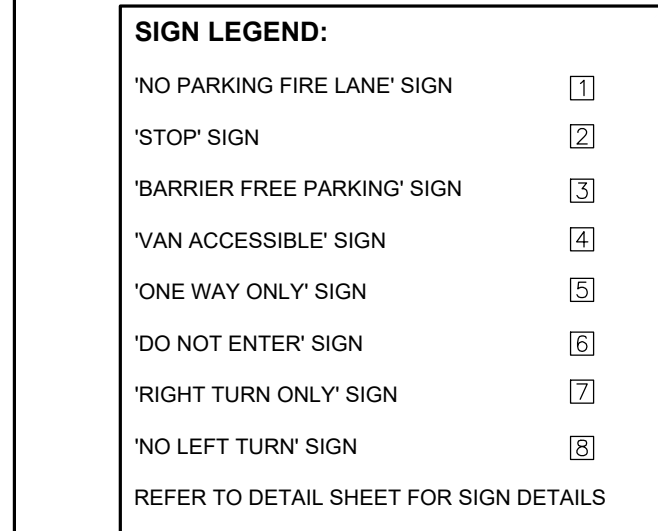 SIGN LEGEND:
'NO PARKING FIRE LANE' SIGN 1
'STOP' SIGN 2
'BARRIER FREE PARKING' SIGN 3
'VAN ACCESSIBLE' SIGN 4
'ONE WAY ONLY' SIGN 5
'DO NOT ENTER' SIGN 6
'RIGHT TURN ONLY' SIGN 7
'NO LEFT TURN' SIGN 8
REFER TO DETAIL SHEET FOR SIGN DETAILS